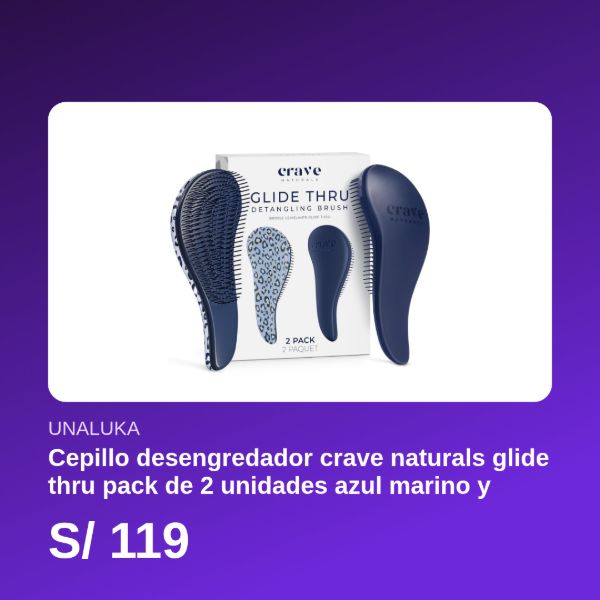 crave
NATURALS
GLIDE THRU
DETANGLING BRUSH
2 PACK
2 PAQUET
crave
UNALUKA
Cepillo desengredador crave naturals glide
thru pack de 2 unidades azul marino y
S/ 119